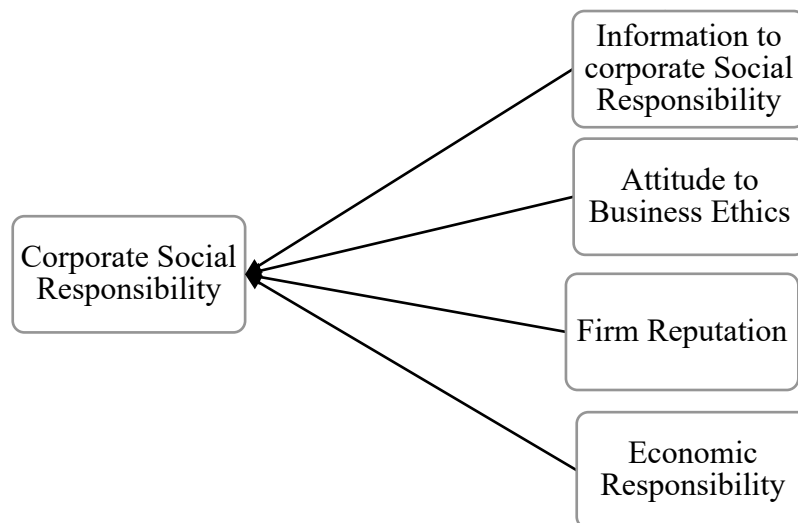 Information to
corporate Social
Responsibility
Attitude to
Business Ethics
Corporate Social
Responsibility
Firm Reputation
Economic
Responsibility